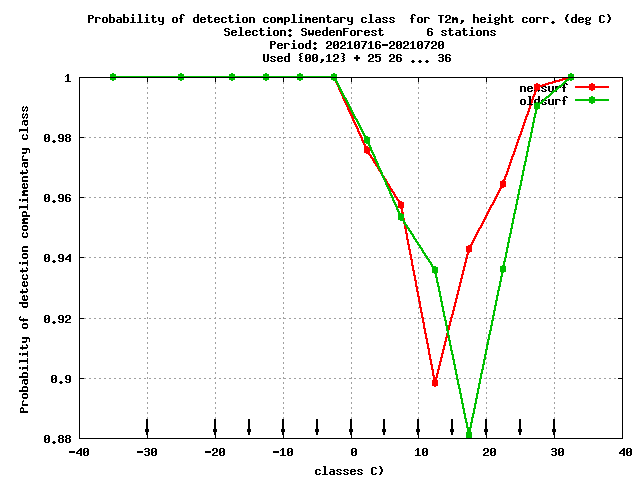 Probability of detection complimentary class for T2m, height corr. (deg C)
Selection: SwedenForest 6 stations
Period: 20210716-20210720
Used {00,12} + 25 26 ... 36
Probability of detection complimentary class
1
0.98
0.96
0.94
0.92
0.9
0.88
newsurf
oldsurf
-40 -30 -20 -10 0 10 20 30 40
classes C)